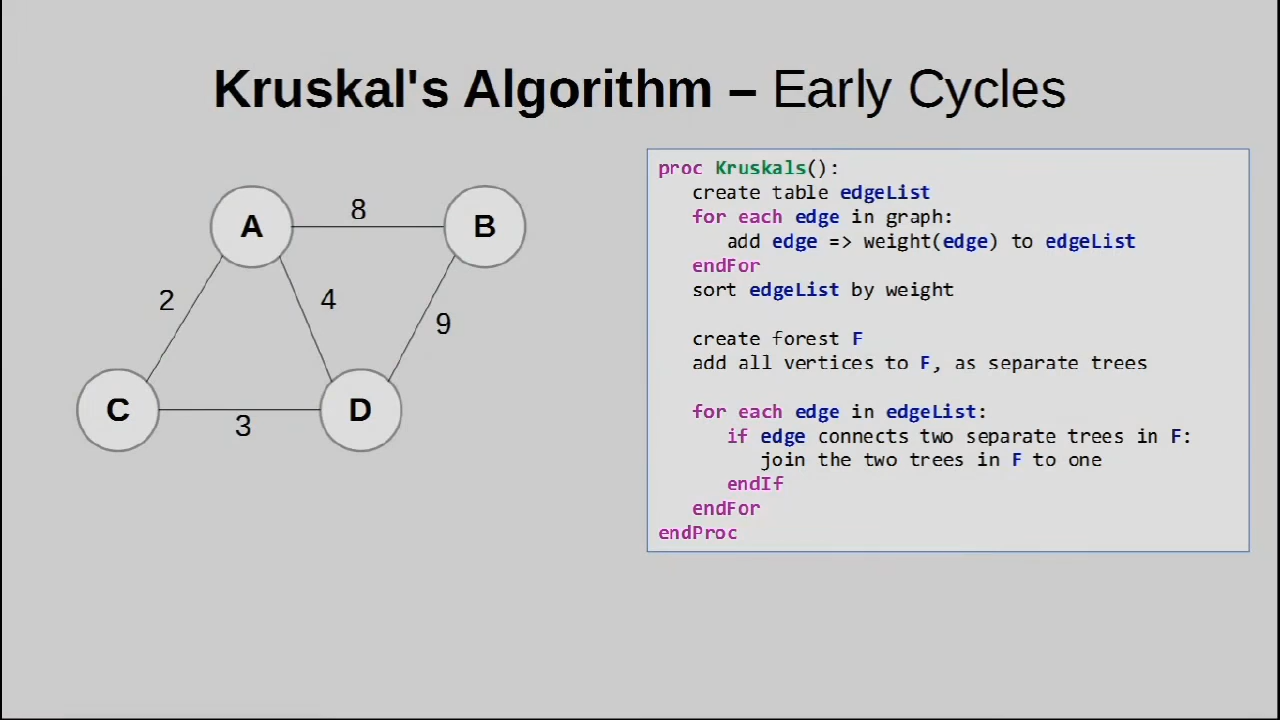 Kruskal's Algorithm – Early Cycles
A
8
B
2
4
9
C
3
D
proc Kruskals():
create table edgeList
for each edge in graph:
add edge => weight(edge) to edgeList
endFor
sort edgeList by weight
create forest F
add all vertices to F, as separate trees
for each edge in edgeList:
if edge connects two separate trees in F:
join the two trees in F to one
endIf
endFor
endProc